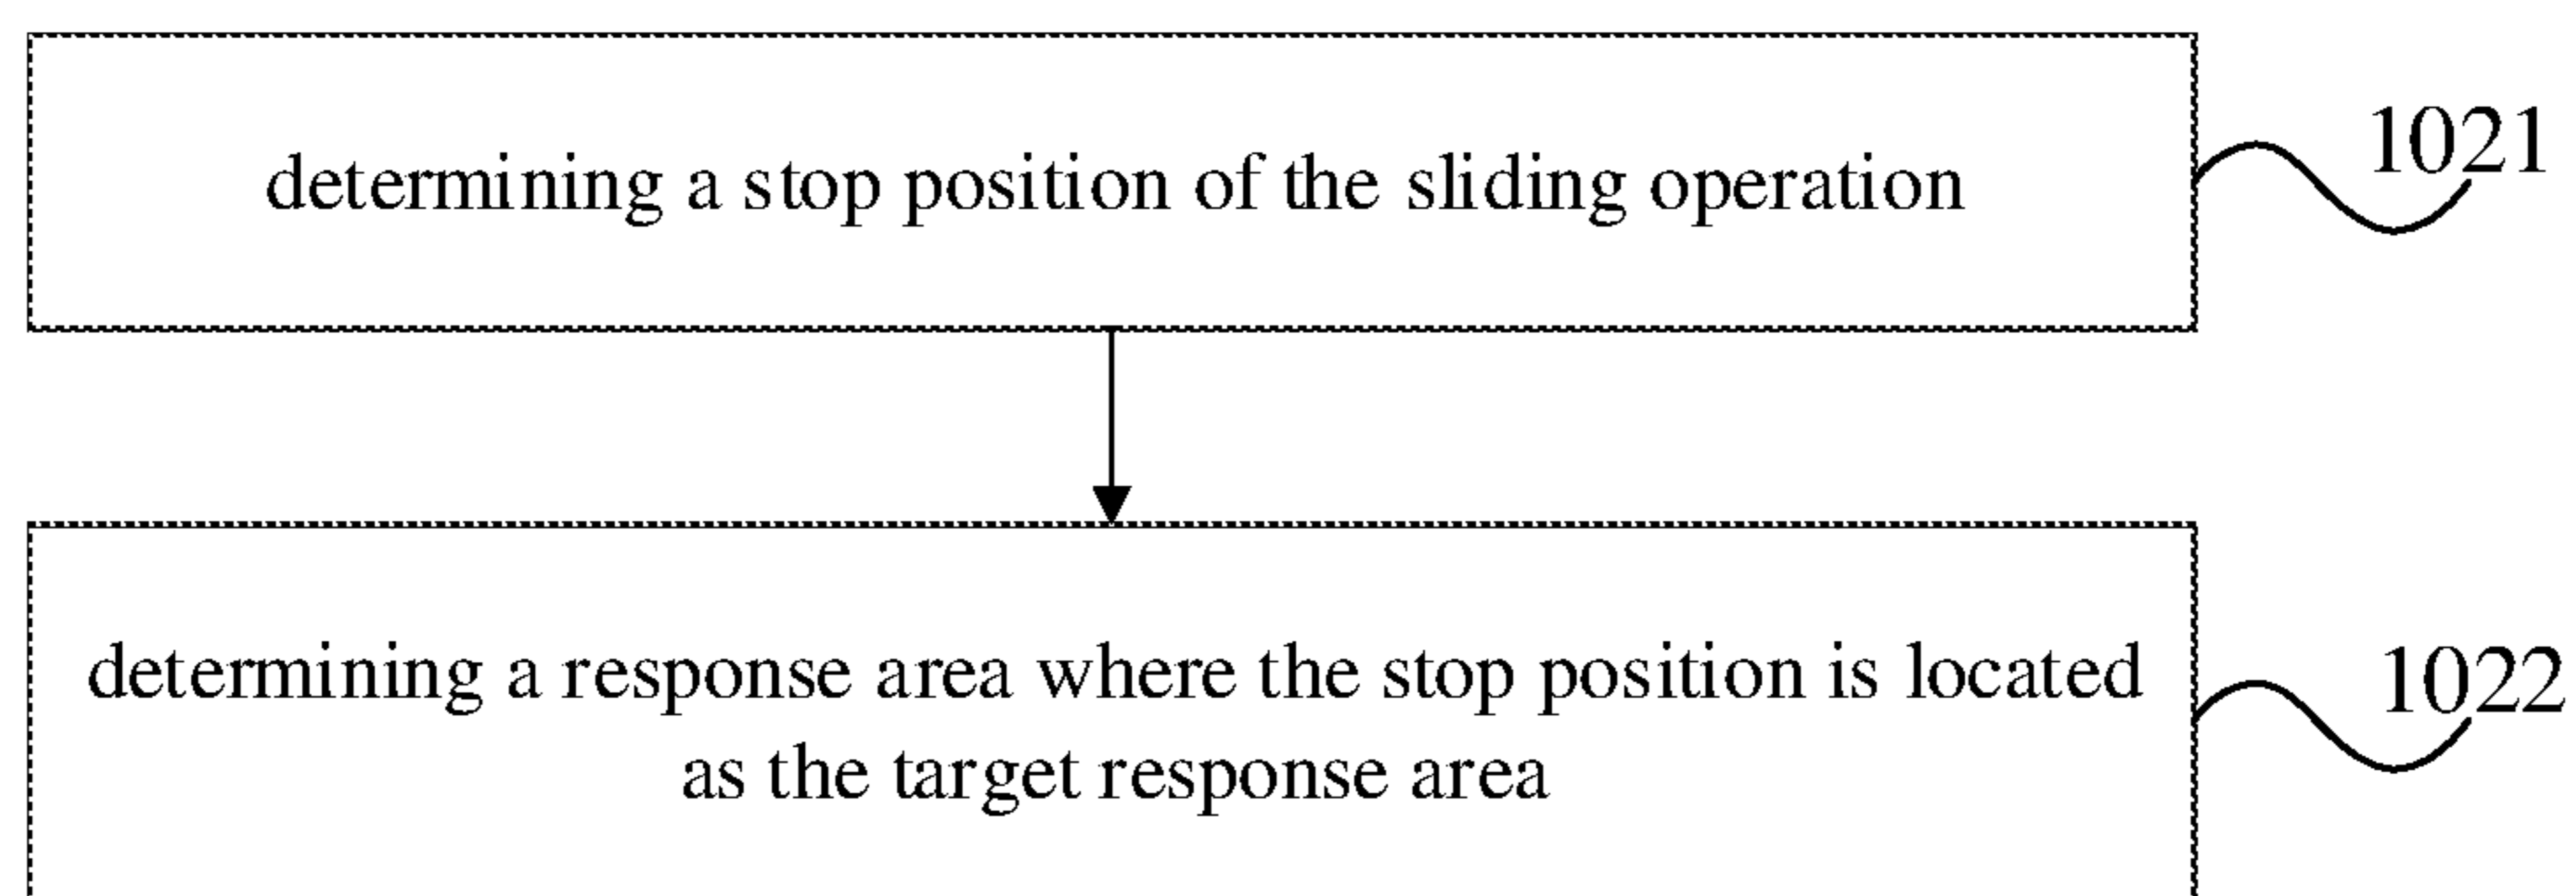 determining a stop position of the sliding operation
1021
determining a response area where the stop position is located
as the target response area
1022